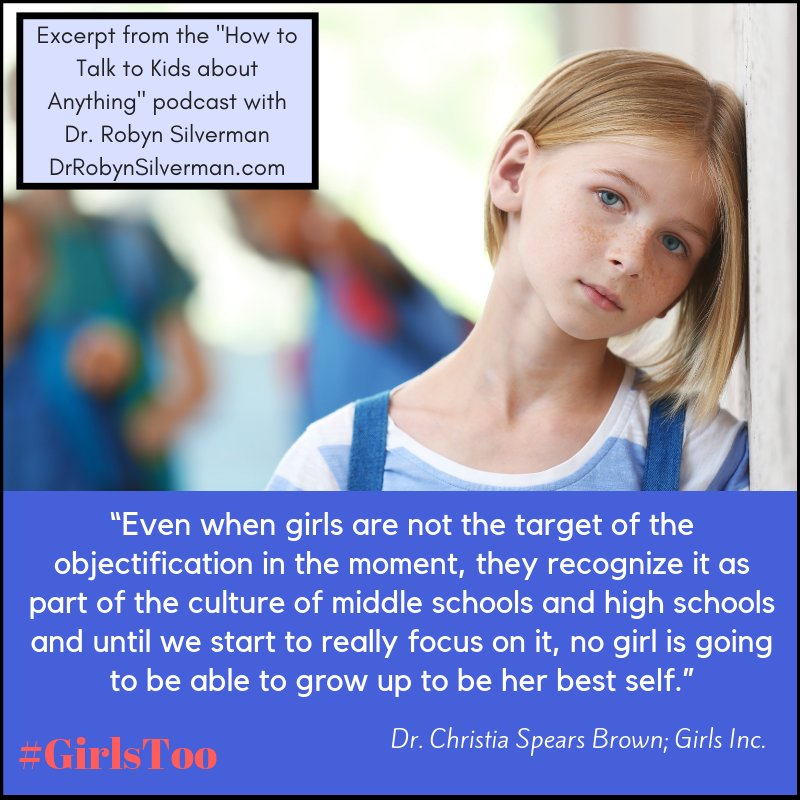 Excerpt from the "How to
Talk to Kids about
Anything" podcast with
Dr. Robyn Silverman
DrRobynSilverman.com
“Even when girls are not the target of the
objectification in the moment, they recognize it as
part of the culture of middle schools and high schools
and until we start to really focus on it, no girl is going
to be able to grow up to be her best self.”
Dr. Christia Spears Brown; Girls Inc.
#GirlsToo